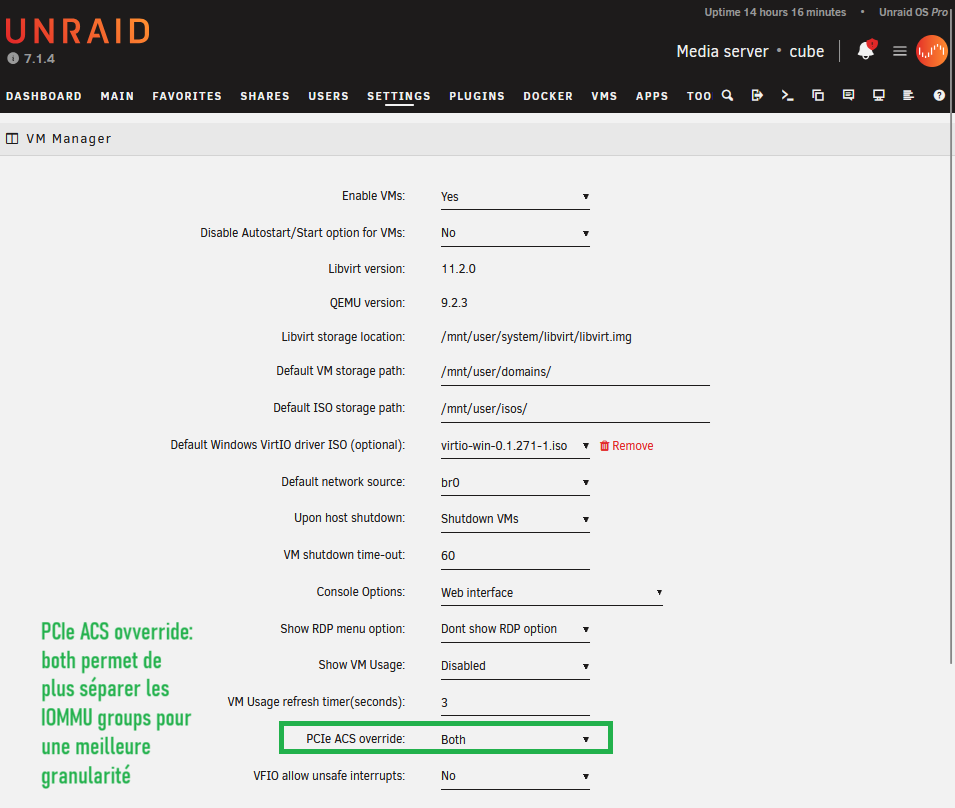 Uptime 14 hours 16 minutes • Unraid OS Pro
UNRAID
7.1.4
Media server • cube
DASHBOARD MAIN FAVORITES SHARES USERS SETTINGS PLUGINS DOCKER VMS APPS TOO
VM Manager
Enable VMs: Yes
Disable Autostart/Start option for VMs: No
Libvirt version: 11.2.0
QEMU version: 9.2.3
Libvirt storage location: /mnt/user/system/libvirt/libvirt.img
Default VM storage path: /mnt/user/domains/
Default ISO storage path: /mnt/user/isos/
Default Windows VirtIO driver ISO (optional): virtio-win-0.1.271-1.iso Remove
Default network source: br0
Upon host shutdown: Shutdown VMs
VM shutdown time-out: 60
Console Options: Web interface
Show RDP menu option: Dont show RDP option
Show VM Usage: Disabled
VM Usage refresh timer(seconds): 3
PCIe ACS override: Both
VFIO allow unsafe interrupts: No
PCIe ACS ovverride:
both permet de
plus séparer les
IOMMU groups pour
une meilleure
granularité